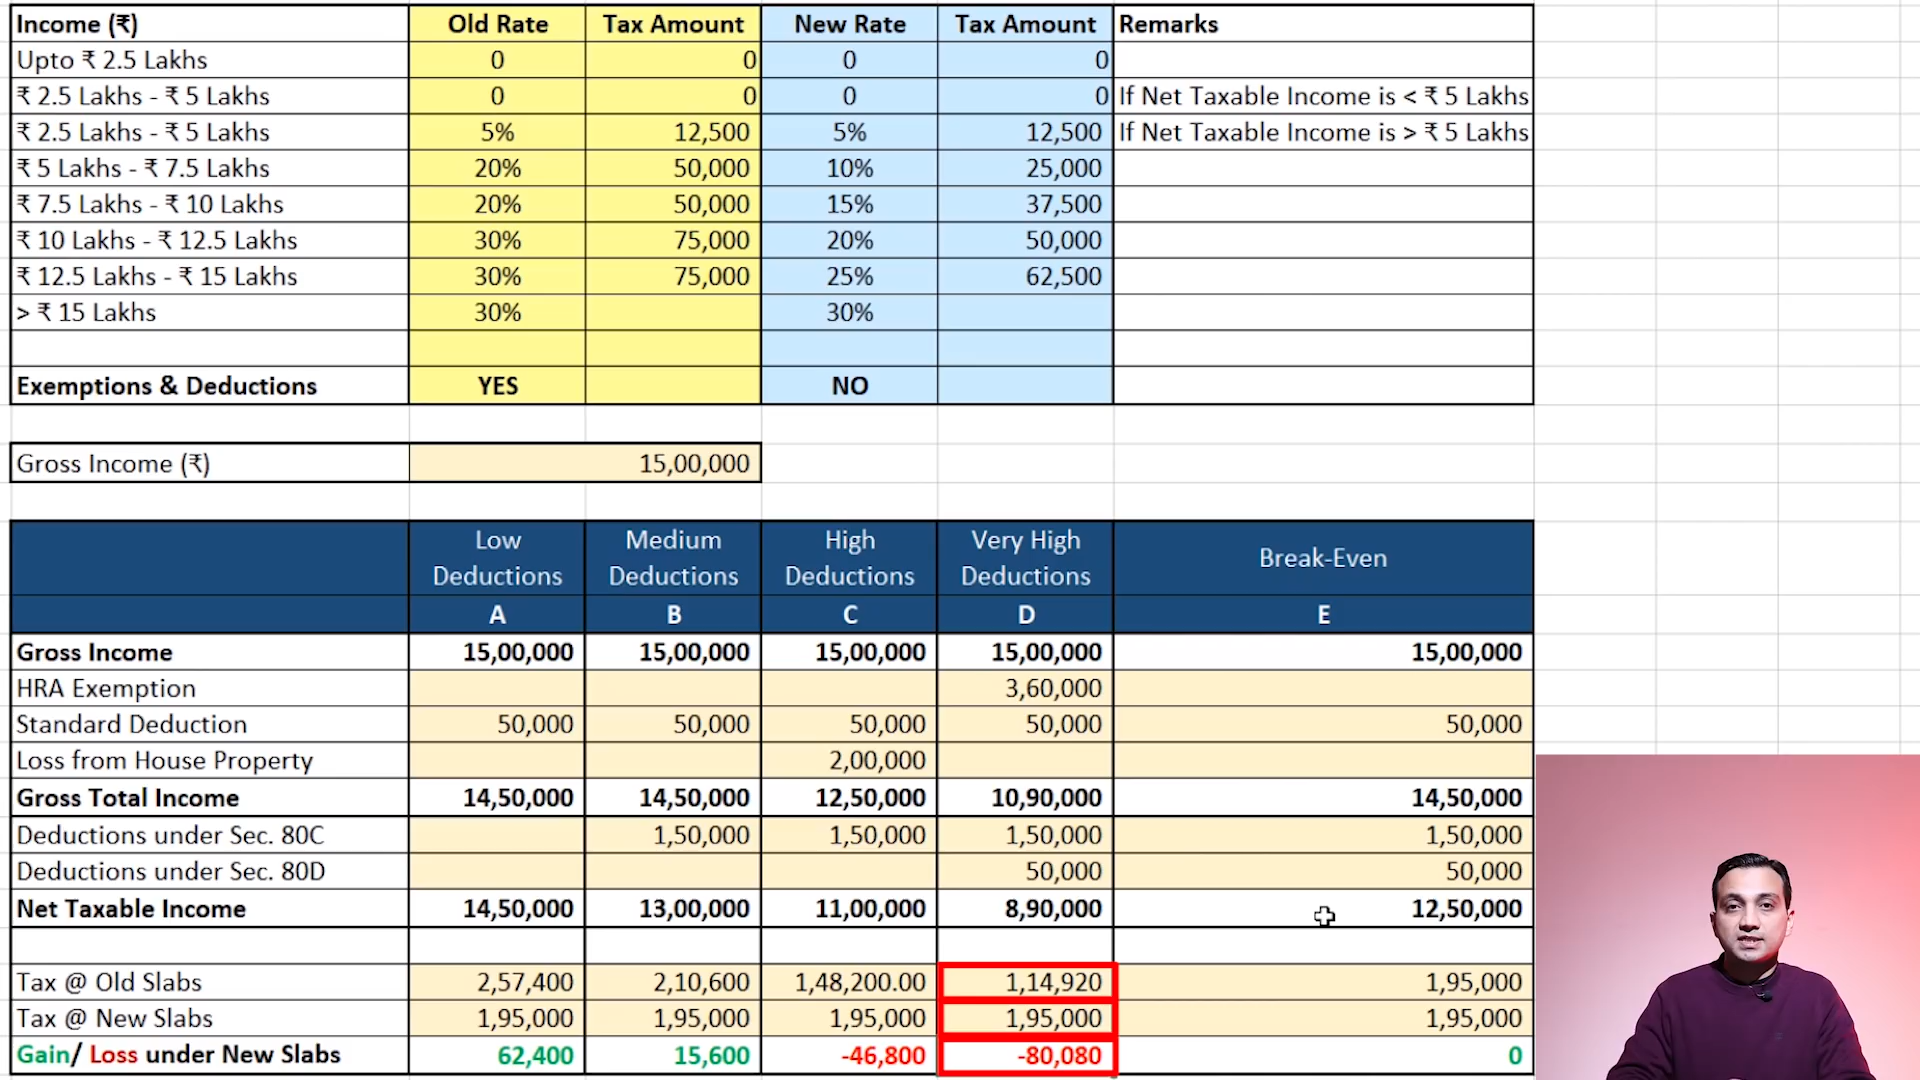 Income (₹) Old Rate Tax Amount New Rate Tax Amount Remarks
Upto ₹ 2.5 Lakhs 0 0 0 0
₹ 2.5 Lakhs - ₹ 5 Lakhs 0 0 0 0 If Net Taxable Income is < ₹ 5 Lakhs
₹ 2.5 Lakhs - ₹ 5 Lakhs 5% 12,500 5% 12,500 If Net Taxable Income is > ₹ 5 Lakhs
₹ 5 Lakhs - ₹ 7.5 Lakhs 20% 50,000 10% 25,000
₹ 7.5 Lakhs - ₹ 10 Lakhs 20% 50,000 15% 37,500
₹ 10 Lakhs - ₹ 12.5 Lakhs 30% 75,000 20% 50,000
₹ 12.5 Lakhs - ₹ 15 Lakhs 30% 75,000 25% 62,500
> ₹ 15 Lakhs 30% 30%
Exemptions & Deductions YES NO
Gross Income (₹) 15,00,000
Low Deductions Medium Deductions High Deductions Very High Deductions Break-Even
A B C D E
Gross Income 15,00,000 15,00,000 15,00,000 15,00,000 15,00,000
HRA Exemption 3,60,000
Standard Deduction 50,000 50,000 50,000 50,000 50,000
Loss from House Property 2,00,000
Gross Total Income 14,50,000 14,50,000 12,50,000 10,90,000 14,50,000
Deductions under Sec. 80C 1,50,000 1,50,000 1,50,000 1,50,000
Deductions under Sec. 80D 50,000 50,000
Net Taxable Income 14,50,000 13,00,000 11,00,000 8,90,000 12,50,000
Tax @ Old Slabs 2,57,400 2,10,600 1,48,200.00 1,14,920 1,95,000
Tax @ New Slabs 1,95,000 1,95,000 1,95,000 1,95,000 1,95,000
Gain/ Loss under New Slabs 62,400 15,600 -46,800 -80,080 0